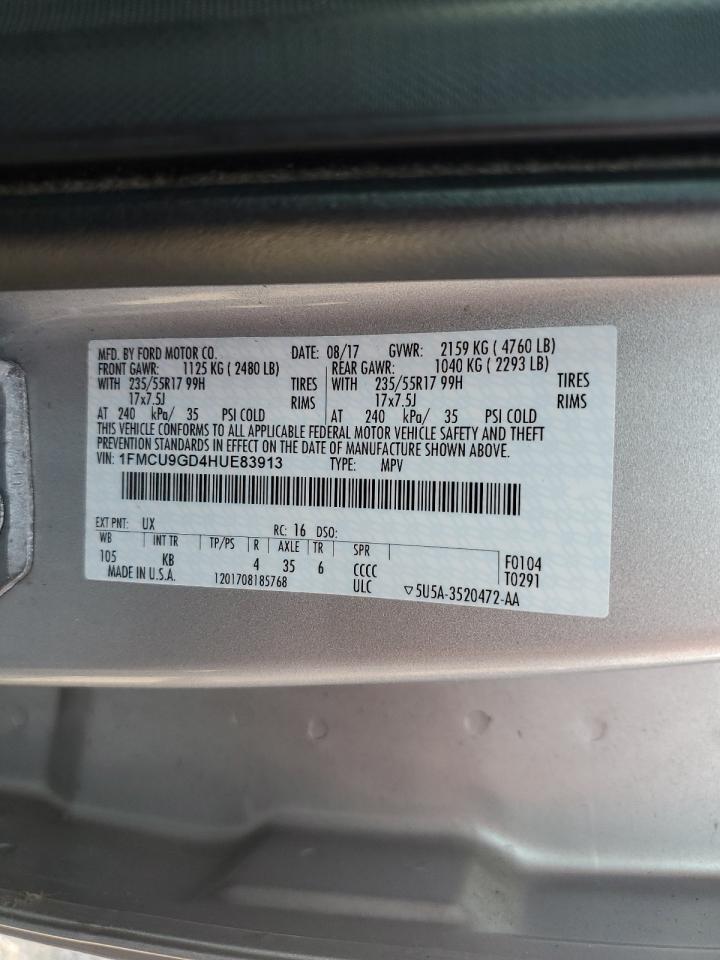 MFD. BY FORD MOTOR CO. DATE: 08/17 GVWR: 2159 KG ( 4760 LB)
FRONT GAWR: 1125 KG ( 2480 LB) REAR GAWR: 1040 KG ( 2293 LB)
WITH 235/55R17 99H TIRES WITH 235/55R17 99H TIRES
17x7.5J RIMS 17x7.5J RIMS
AT 240 kPa/ 35 PSI COLD AT 240 kPa/ 35 PSI COLD
THIS VEHICLE CONFORMS TO ALL APPLICABLE FEDERAL MOTOR VEHICLE SAFETY AND THEFT
PREVENTION STANDARDS IN EFFECT ON THE DATE OF MANUFACTURE SHOWN ABOVE.
VIN: 1FMCU9GD4HUE83913 TYPE: MPV
EXT PNT: UX RC: 16 DSO:
WB INT TR TP/PS R AXLE TR SPR F0104
105 KB 4 35 6 CCCC T0291
MADE IN U.S.A. 1201708185768 ULC ▽5U5A-3520472-AA